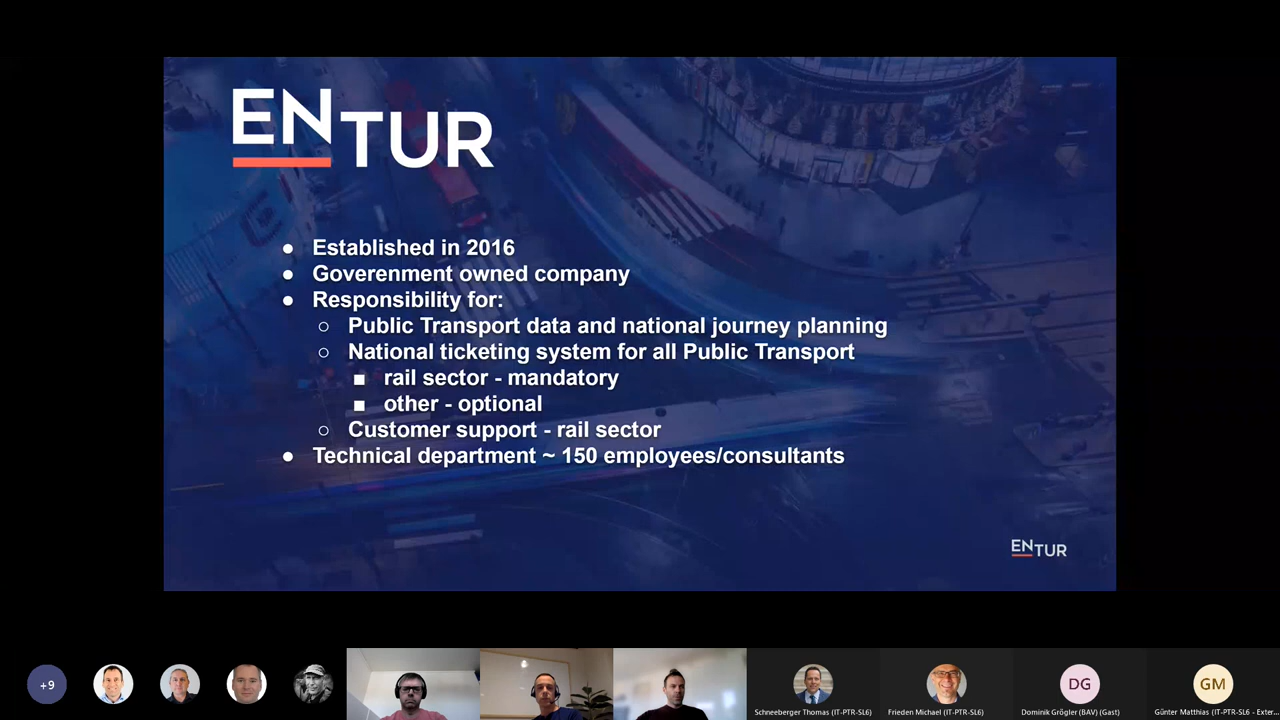 ENTUR
● Established in 2016
● Goverenment owned company
● Responsibility for:
○ Public Transport data and national journey planning
○ National ticketing system for all Public Transport
■ rail sector - mandatory
■ other - optional
○ Customer support - rail sector
● Technical department ~ 150 employees/consultants
ENTUR
+9
DG
GM
Schneeberger Thomas (IT-PTR-SL6)
Frieden Michael (IT-PTR-SL6)
Dominik Grögler (BAV) (Gast)
Günter Matthias (IT-PTR-SL6 - Exter...